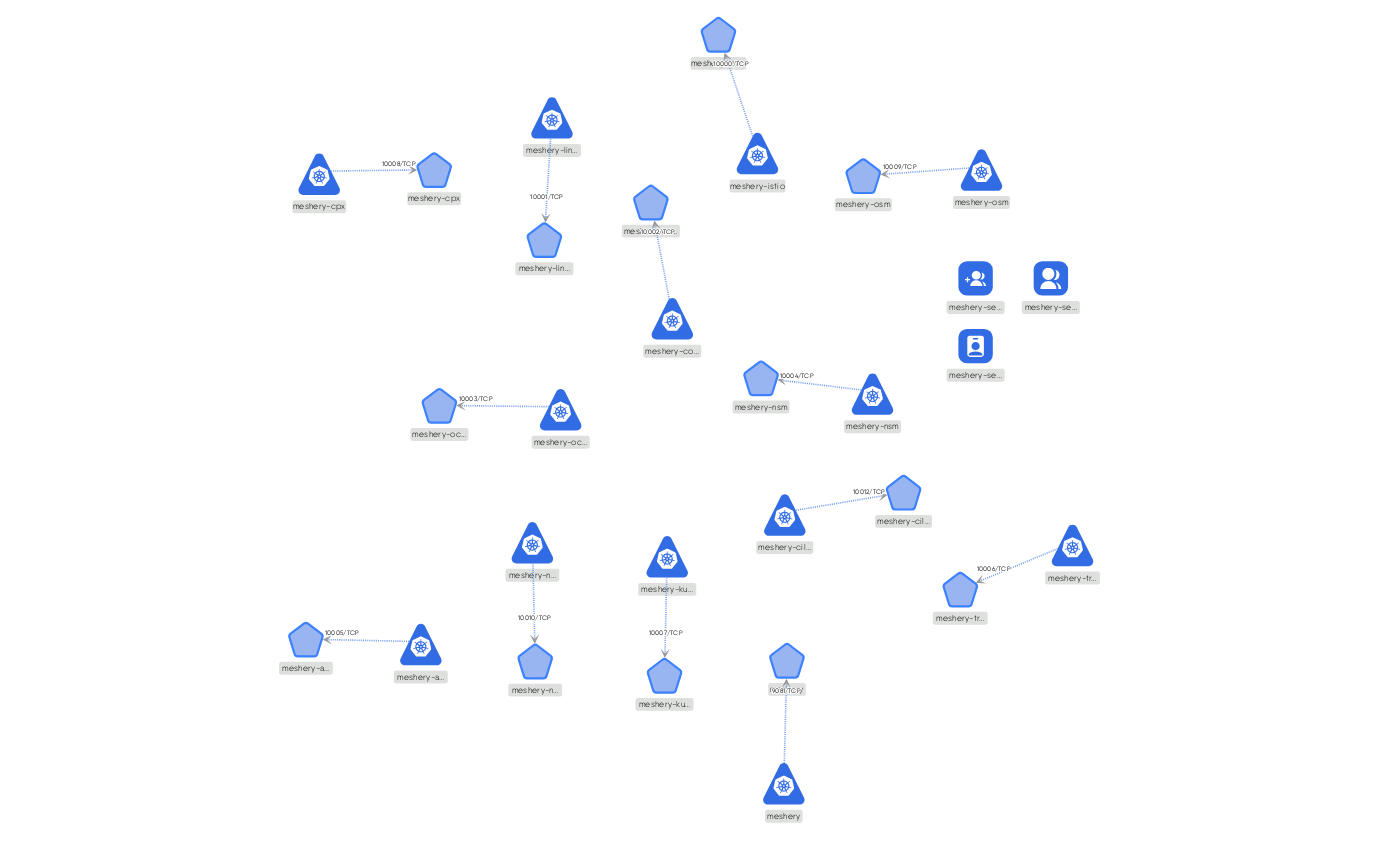 10000/TCP
meshery-istio
10008/TCP
meshery-cpx
meshery-cpx
meshery-lin...
10001/TCP
meshery-lin...
10009/TCP
meshery-osm
meshery-osm
10002/TCP
meshery-co...
meshery-se...
meshery-se...
meshery-se...
10004/TCP
meshery-nsm
meshery-nsm
10003/TCP
meshery-oc...
meshery-oc...
10012/TCP
meshery-cil...
meshery-cil...
10006/TCP
meshery-tr...
meshery-tr...
meshery-n...
10010/TCP
meshery-n...
meshery-ku...
10007/TCP
meshery-ku...
10005/TCP
meshery-a...
meshery-a...
9081/TCP
meshery